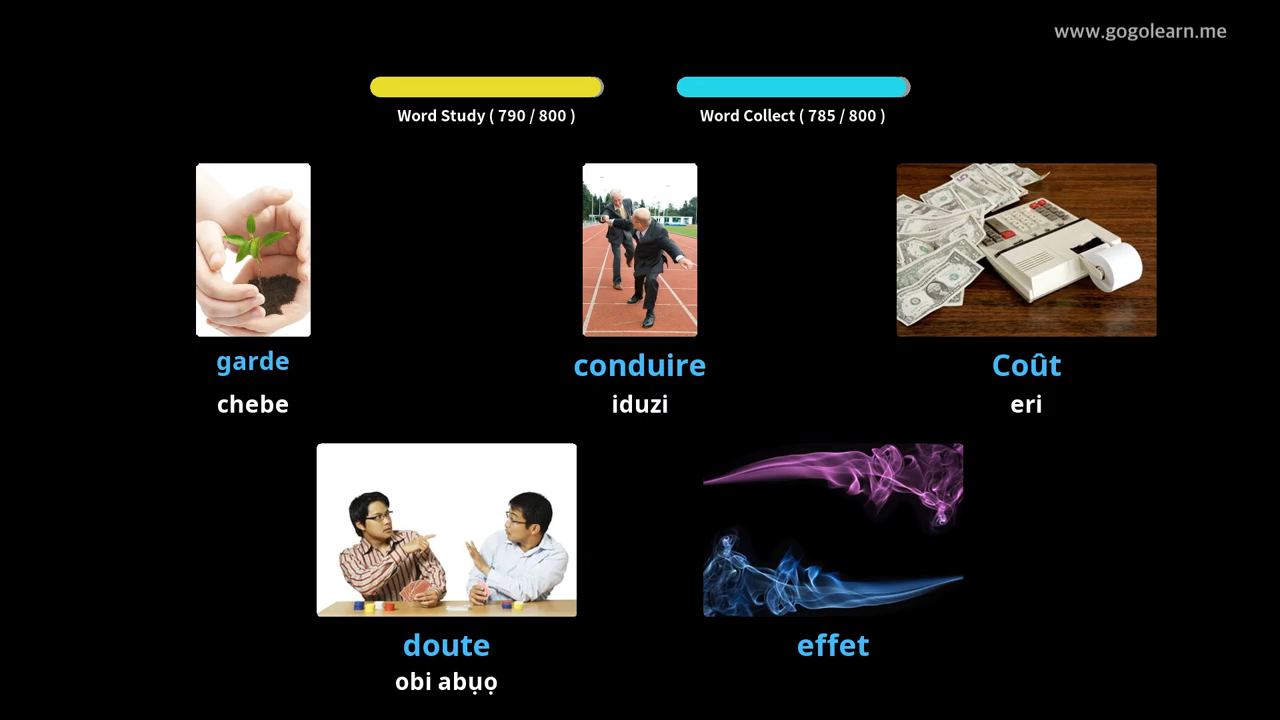 www.gogolearn.me
Word Study ( 790 / 800 )
Word Collect ( 785 / 800 )
garde
chebe
conduire
iduzi
Coût
eri
doute
obi abụọ
effet